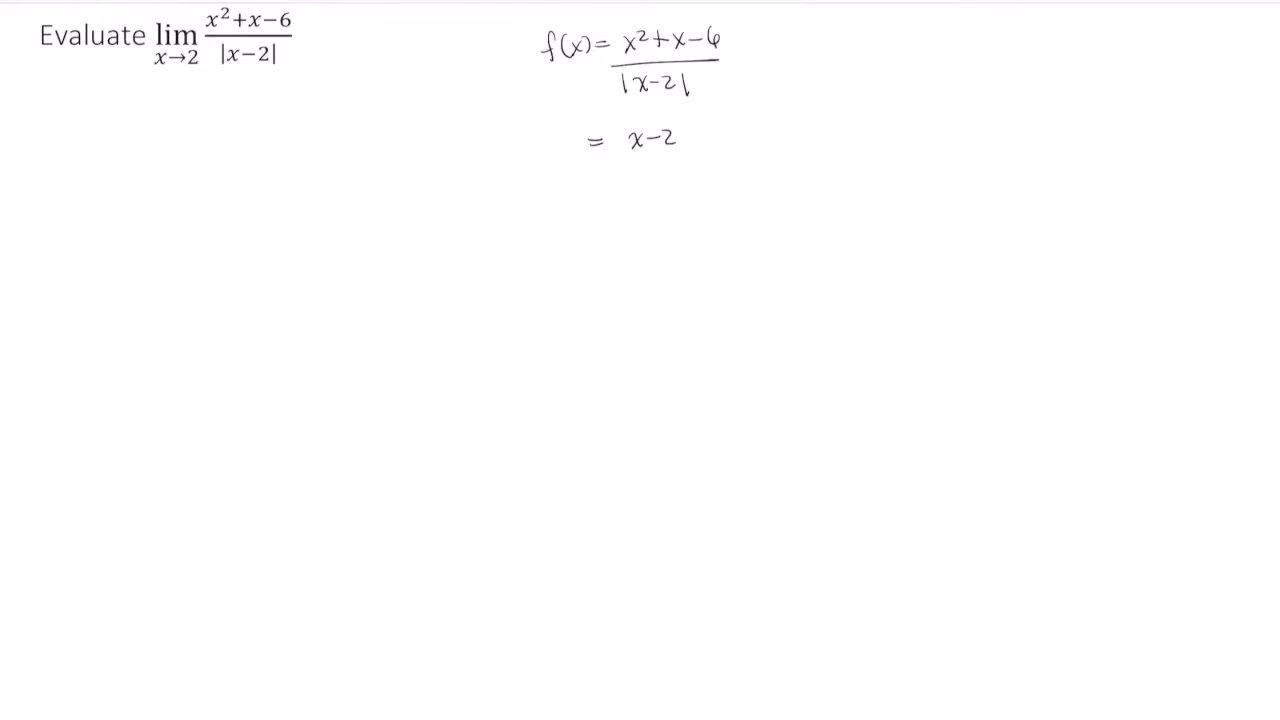 Evaluate lim x→2 x²+x−6 / |x−2|
f(x) = x²+x−6 / |x−2|
= x−2